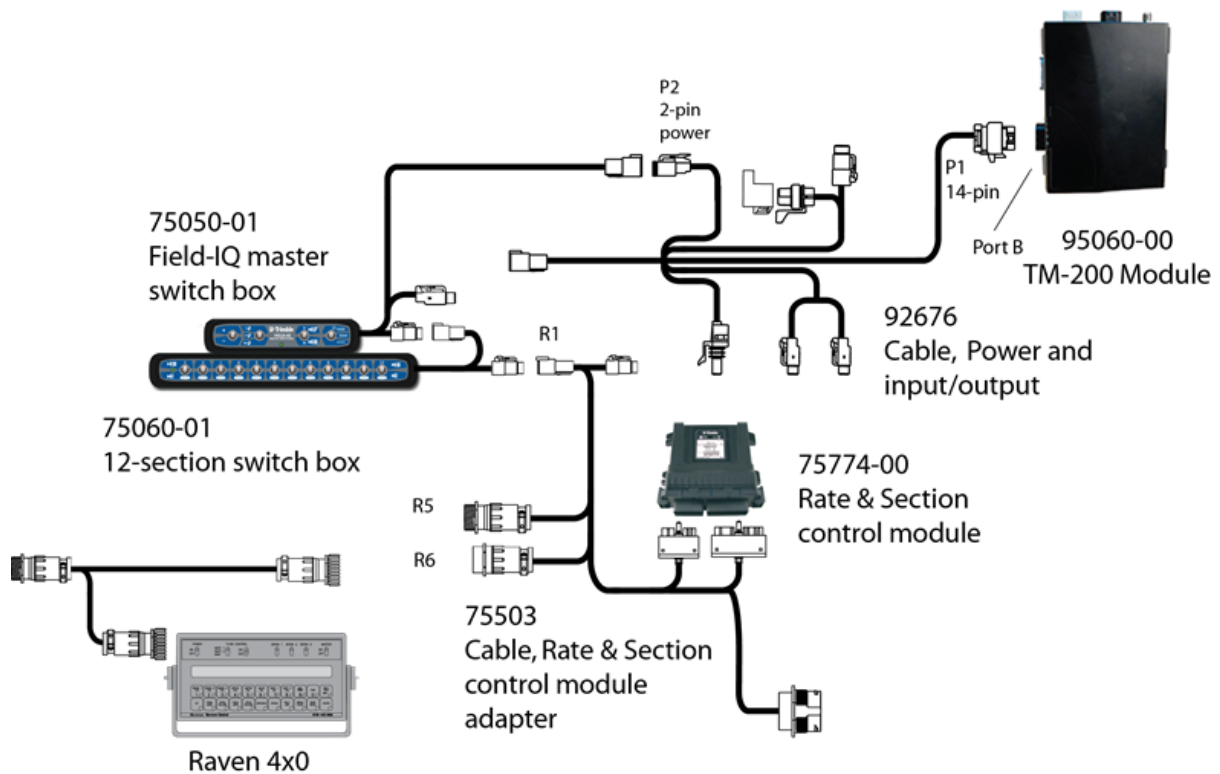 P2
2-pin
power
P1
14-pin
Port B
95060-00
TM-200 Module
75050-01
Field-IQ master
switch box
Trimble
R1
92676
Cable, Power and
input/output
75060-01
12-section switch box
75774-00
Rate & Section
control module
R5
R6
75503
Cable, Rate & Section
control module
adapter
Raven 4x0